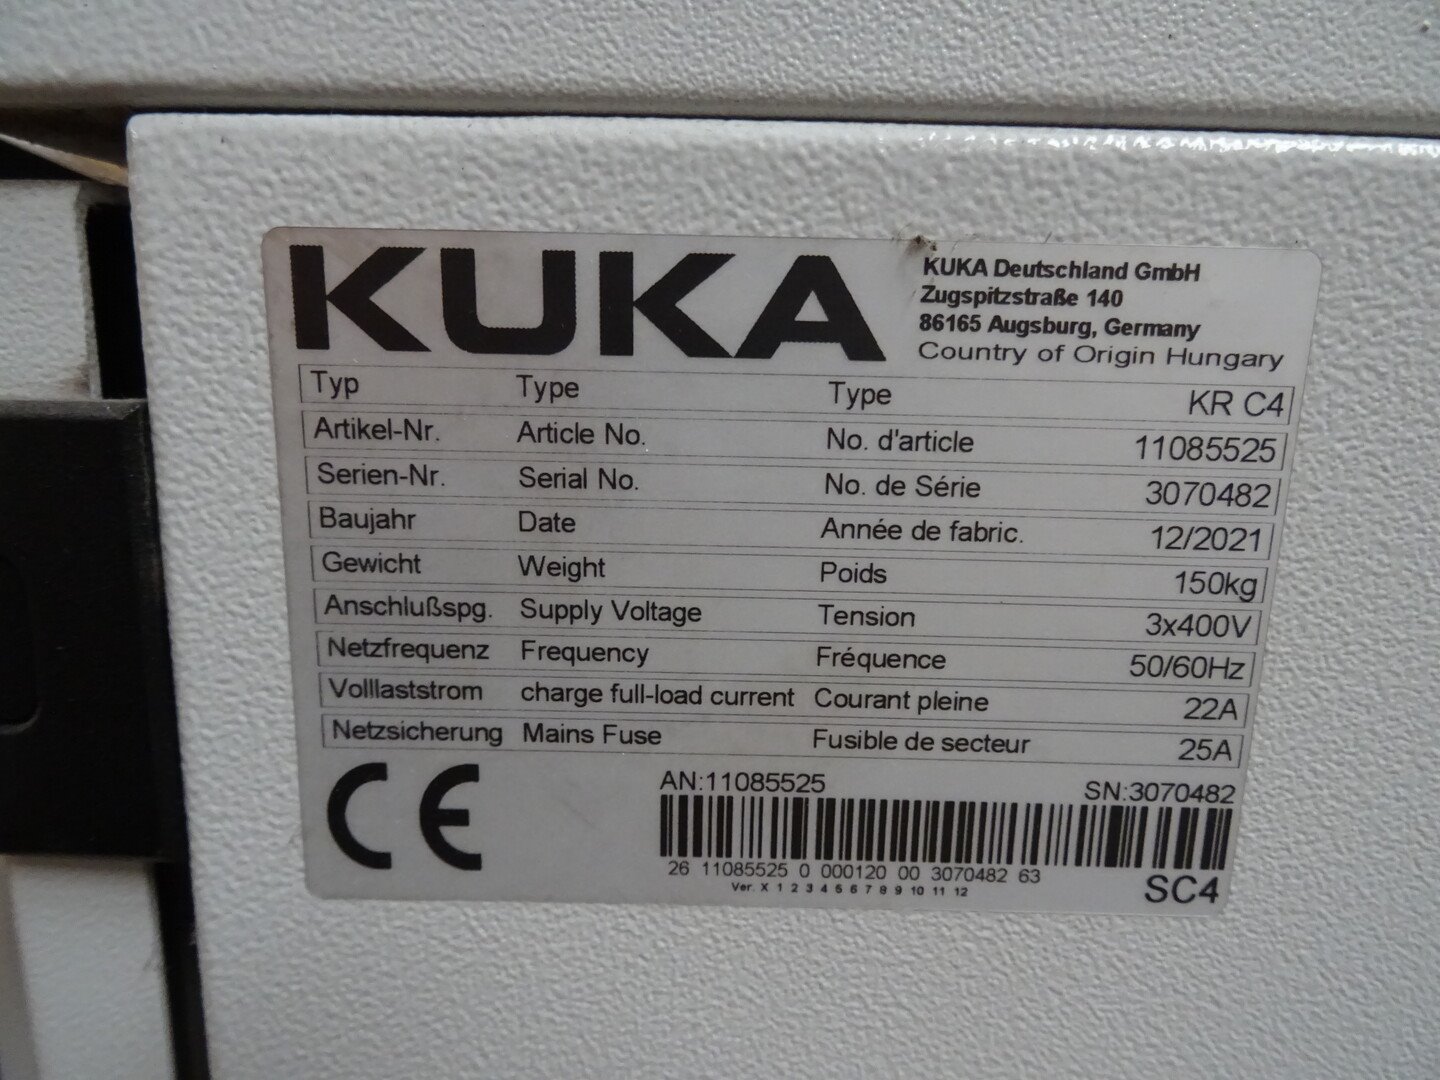 KUKA
KUKA Deutschland GmbH
Zugspitzstraße 140
86165 Augsburg, Germany
Country of Origin Hungary
Typ Type Type KR C4
Artikel-Nr. Article No. No. d'article 11085525
Serien-Nr. Serial No. No. de Série 3070482
Baujahr Date Année de fabric. 12/2021
Gewicht Weight Poids 150kg
Anschlußspg. Supply Voltage Tension 3x400V
Netzfrequenz Frequency Fréquence 50/60Hz
Volllaststrom charge full-load current Courant pleine 22A
Netzsicherung Mains Fuse Fusible de secteur 25A
CE
AN:11085525 SN:3070482
26 11085525 0 000120 00 3070482 63
Ver. X 1 2 3 4 5 6 7 8 9 10 11 12
SC4